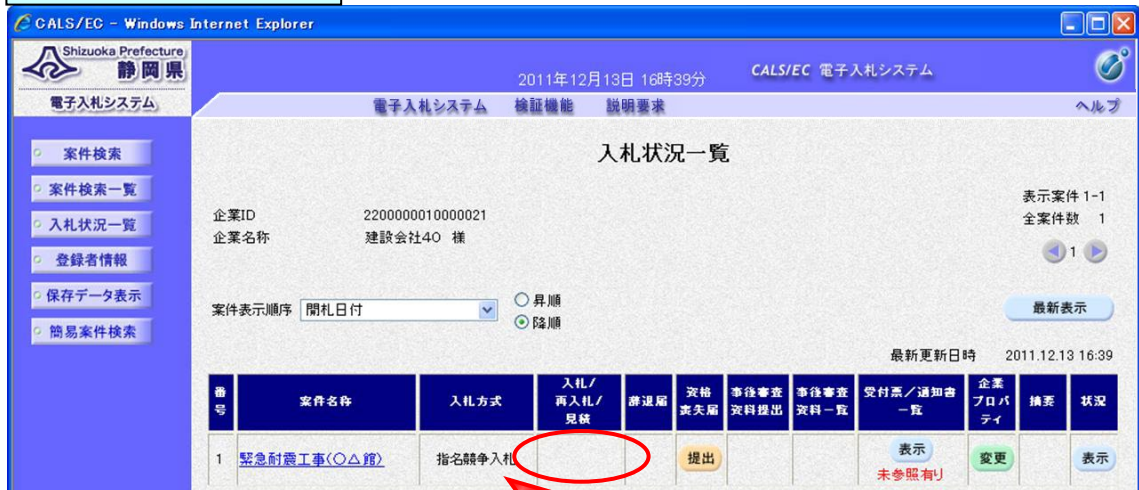 CALS/EC - Windows Internet Explorer
Shizuoka Prefecture
静岡県
電子入札システム
2011年12月13日 16時39分
CALS/EC 電子入札システム
電子入札システム 検証機能 説明要求 ヘルプ
案件検索
案件検索一覧
入札状況一覧
登録者情報
保存データ表示
簡易案件検索
入札状況一覧
表示案件 1-1
全案件数 1
1
企業ID 2200000010000021
企業名称 建設会社40 様
案件表示順序 開札日付
昇順
降順
最新表示
最新更新日時 2011.12.13 16:39
番号 案件名称 入札方式 入札/再入札/見積 辞退届 資格喪失届 事後審査資料提出 事後審査資料一覧 受付票/通知書一覧 企業プロパティ 摘要 状況
1 緊急耐震工事(○△館) 指名競争入札 提出 表示 変更 表示
未参照有り